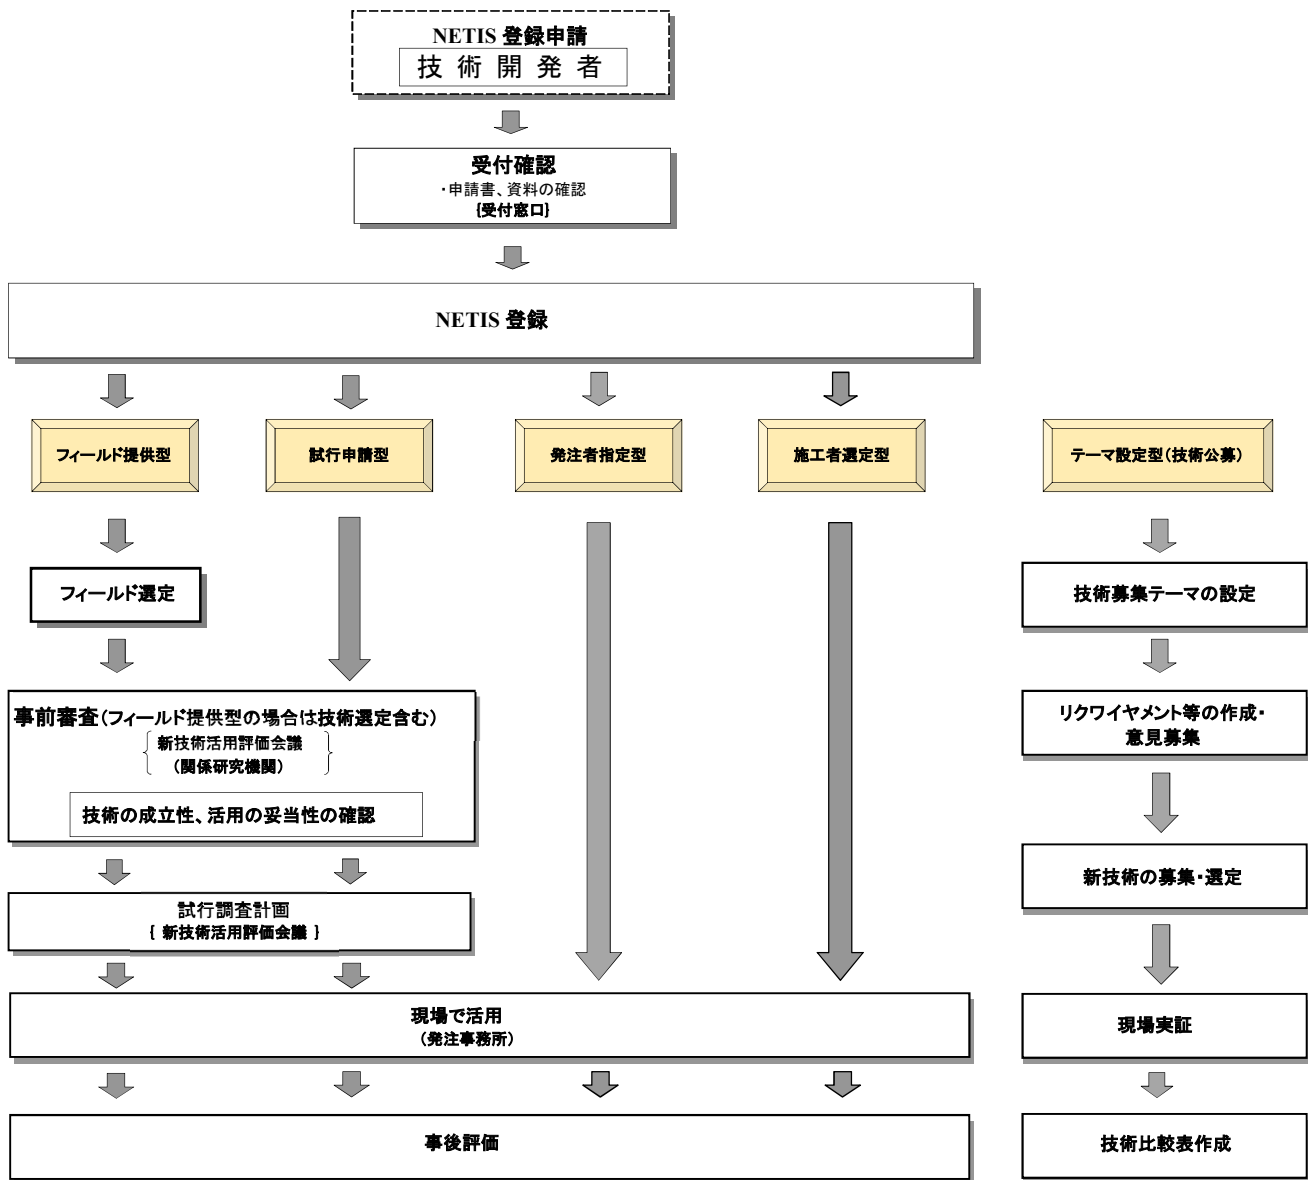 NETIS 登録申請
技術開発者
受付確認
・申請書、資料の確認
{受付窓口}
NETIS 登録
フィールド提供型
試行申請型
発注者指定型
施工者選定型
テーマ設定型(技術公募)
フィールド選定
技術募集テーマの設定
事前審査(フィールド提供型の場合は技術選定含む)
新技術活用評価会議
(関係研究機関)
技術の成立性、活用の妥当性の確認
リクワイヤメント等の作成・
意見募集
試行調査計画
{ 新技術活用評価会議 }
新技術の募集・選定
現場で活用
(発注事務所)
現場実証
事後評価
技術比較表作成